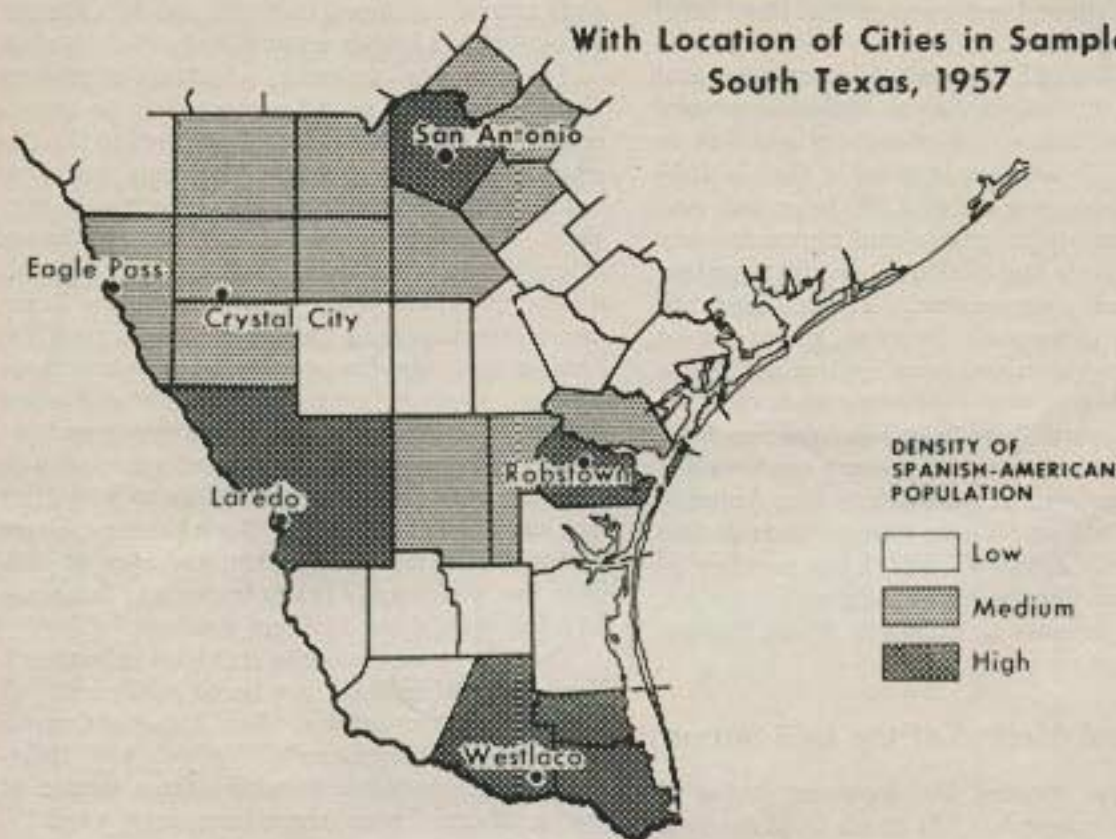 With Location of Cities in Sample
South Texas, 1957
San Antonio
Eagle Pass
Crystal City
Robstown
Laredo
Westlaco
DENSITY OF
SPANISH-AMERICAN
POPULATION
Low
Medium
High